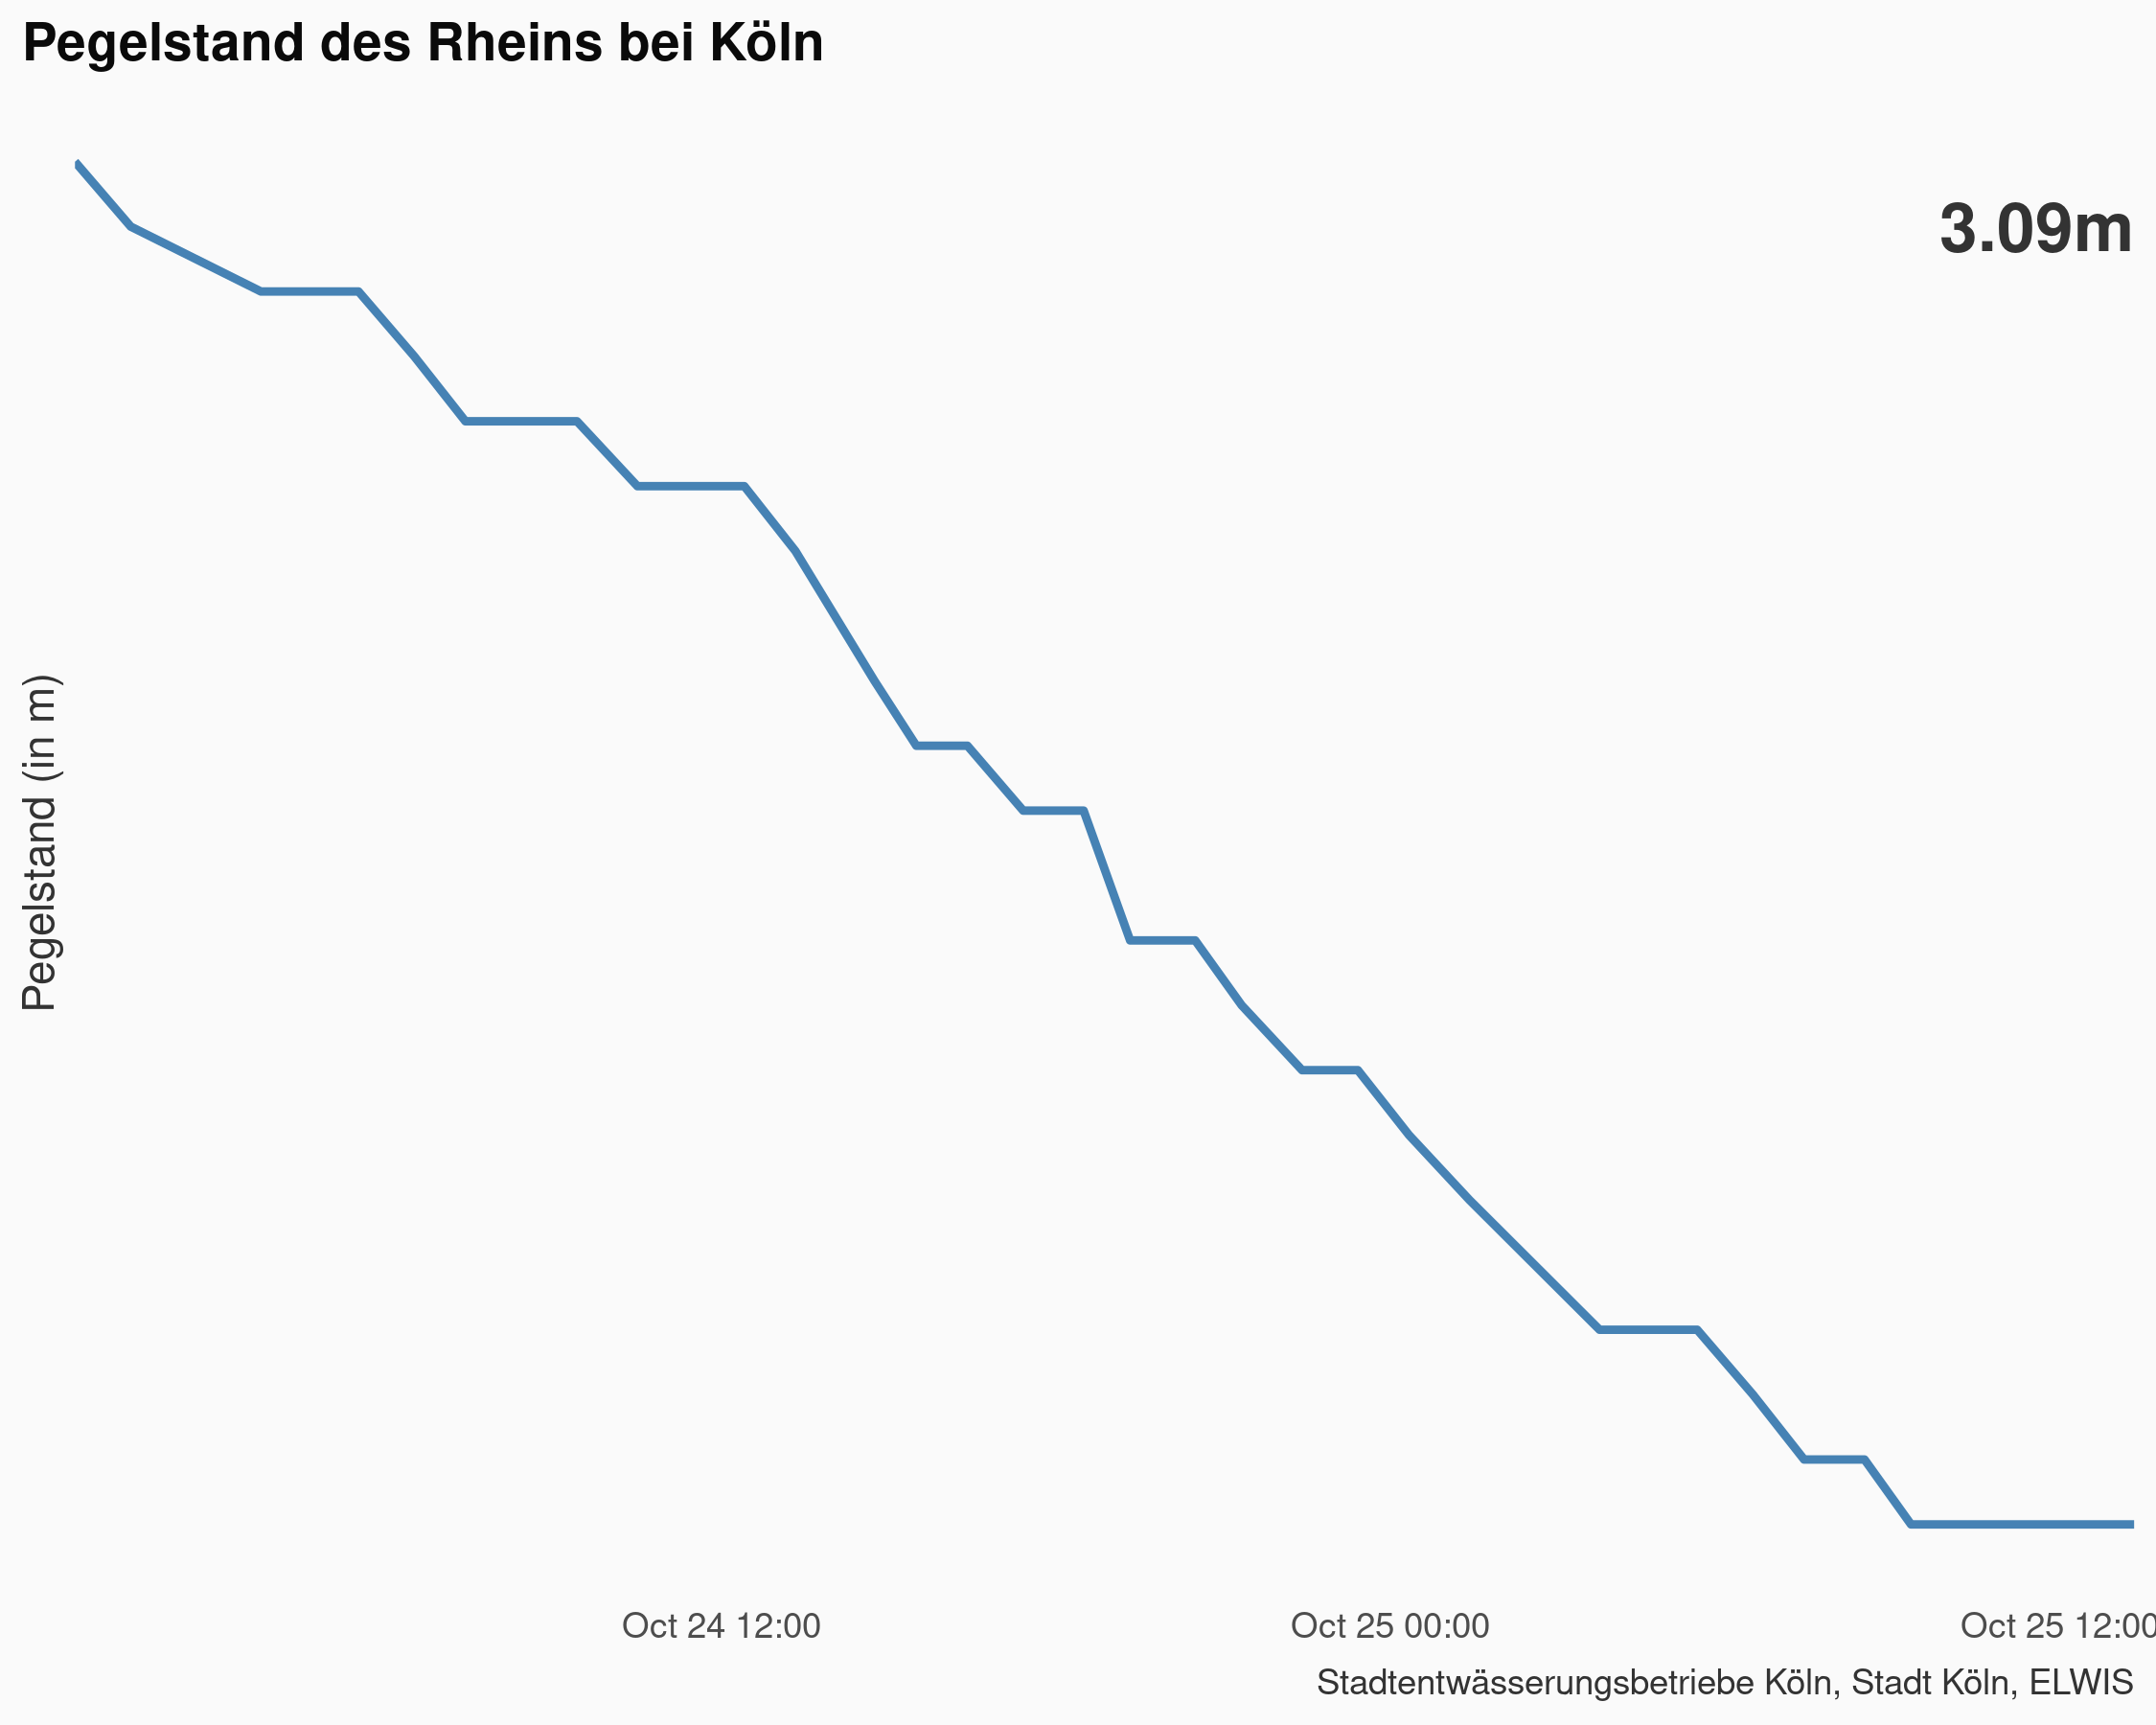 Pegelstand des Rheins bei Köln
3.09m
Pegelstand (in m)
Oct 24 12:00
Oct 25 00:00
Oct 25 12:00
Stadtentwässerungsbetriebe Köln, Stadt Köln, ELWIS